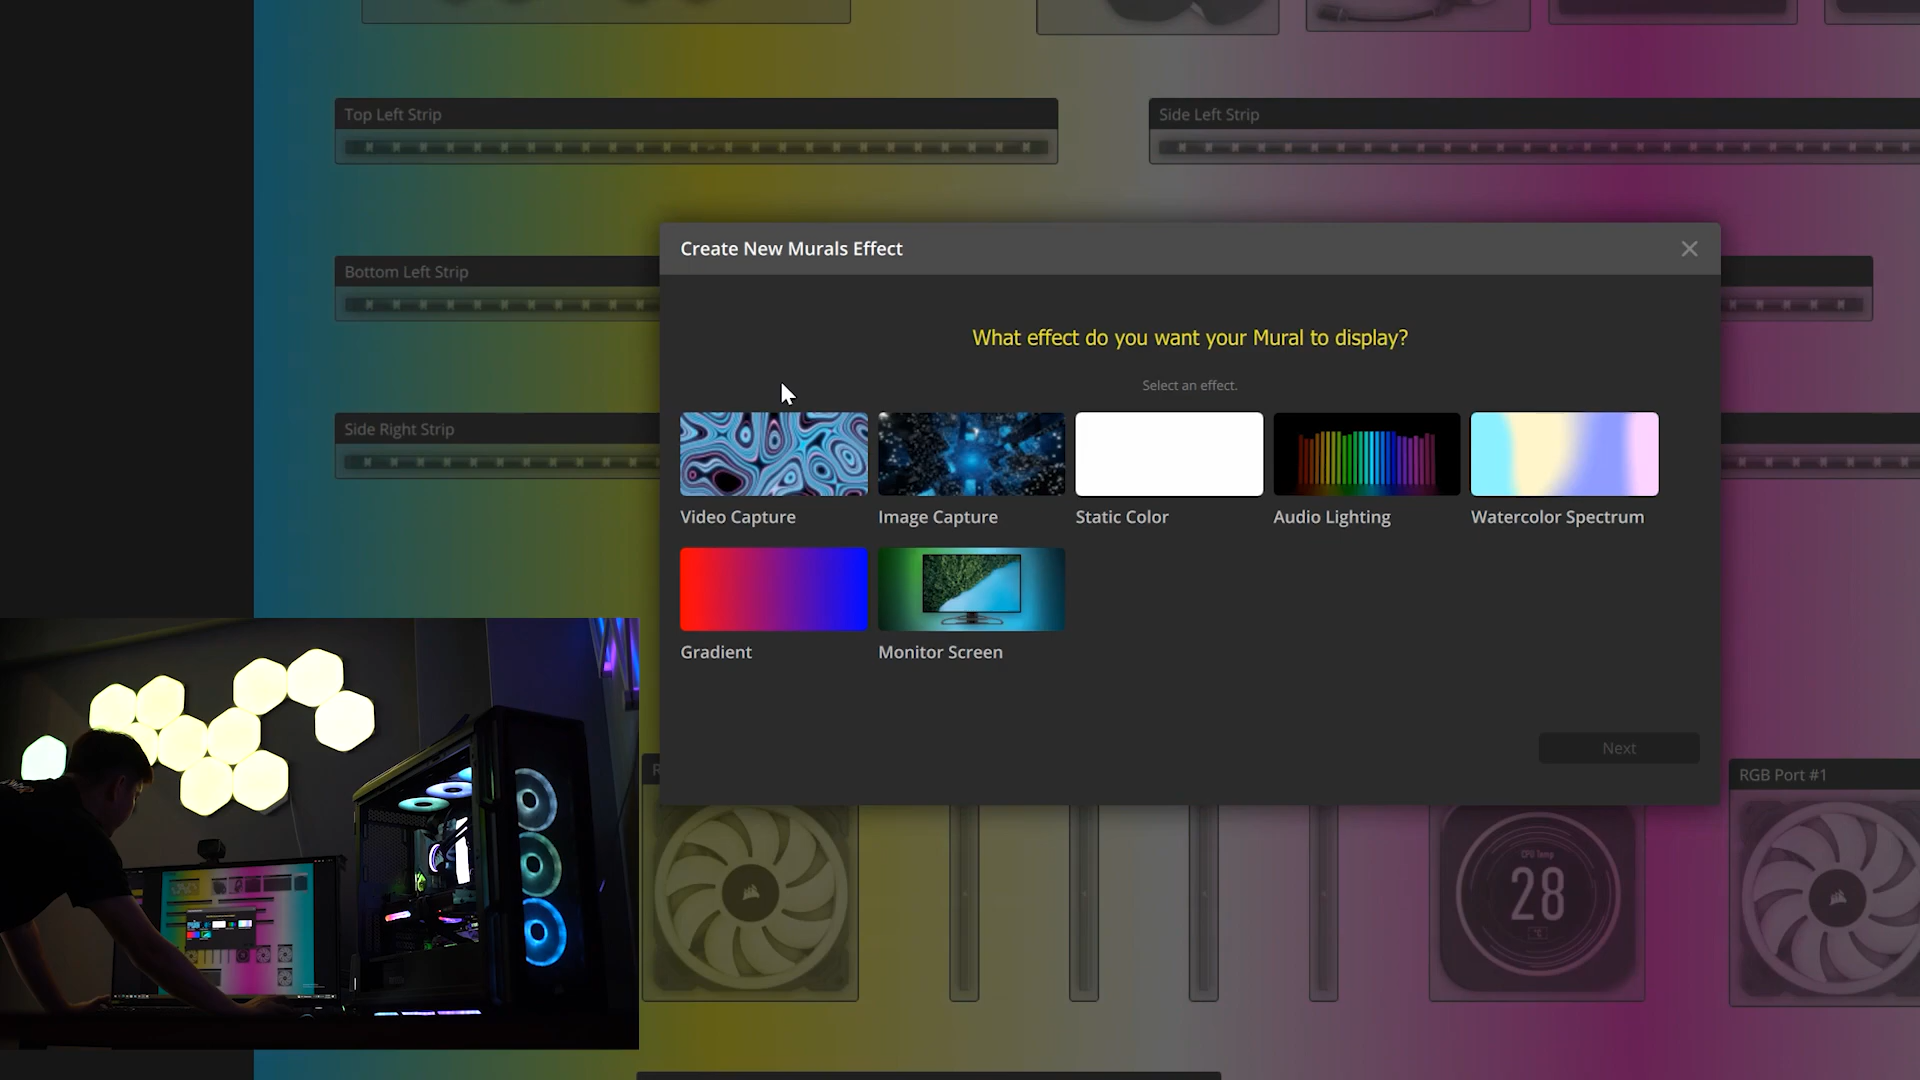 Top Left Strip
Side Left Strip
Create New Murals Effect
Bottom Left Strip
What effect do you want your Mural to display?
Select an effect.
Side Right Strip
Video Capture
Image Capture
Static Color
Audio Lighting
Watercolor Spectrum
Gradient
Monitor Screen
Next
RGB Port #1
CPU Temp
28
°C